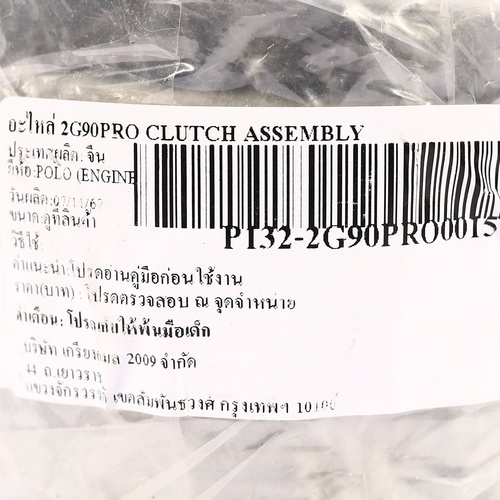 อะไหล่ 2G90PRO CLUTCH ASSEMBLY
ประเทศผลิต: จีน
ยี่ห้อ:POLO (ENGINE
วันผลิต:07/11/62
ขนาด:ดูที่สินค้า
P132-2G90PRO0015
วิธีใช้:
คำแนะนำ:โปรดอ่านคู่มือก่อนใช้งาน
ราคา(บาท) :โปรดตรวจสอบ ณ จุดจำหน่าย
คำเตือน: โปรดเก็บให้พ้นมือเด็ก
บริษัท 2009 จำกัด
44 ถ.เยาวราช
แขวงจักรวรรดิ เขตสัมพันธวงศ์ กรุงเทพฯ